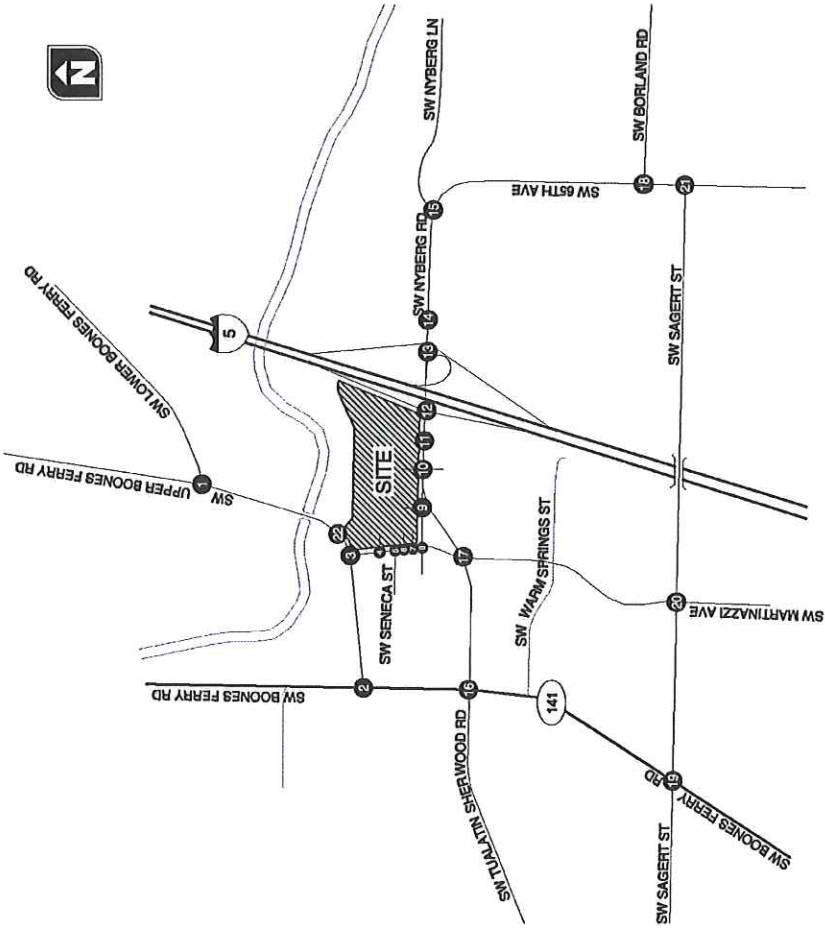 N
SW LOWER BOONES FERRY RD
5
SW
UPPER BOONES FERRY RD
1
22
3
SITE
SW SENECA ST
4
7
8
9
10
11
12
13
14
15
SW NYBERG RD
SW NYBERG LN
SW 65TH AVE
SW BORLAND RD
18
21
SW SAGERT ST
SW BOONES FERRY RD
2
16
17
SW TUALATIN SHERWOOD RD
SW WARM SPRINGS ST
141
20
SW MARTINAZZI AVE
19
SW BOONES FERRY
RD
SW SAGERT ST